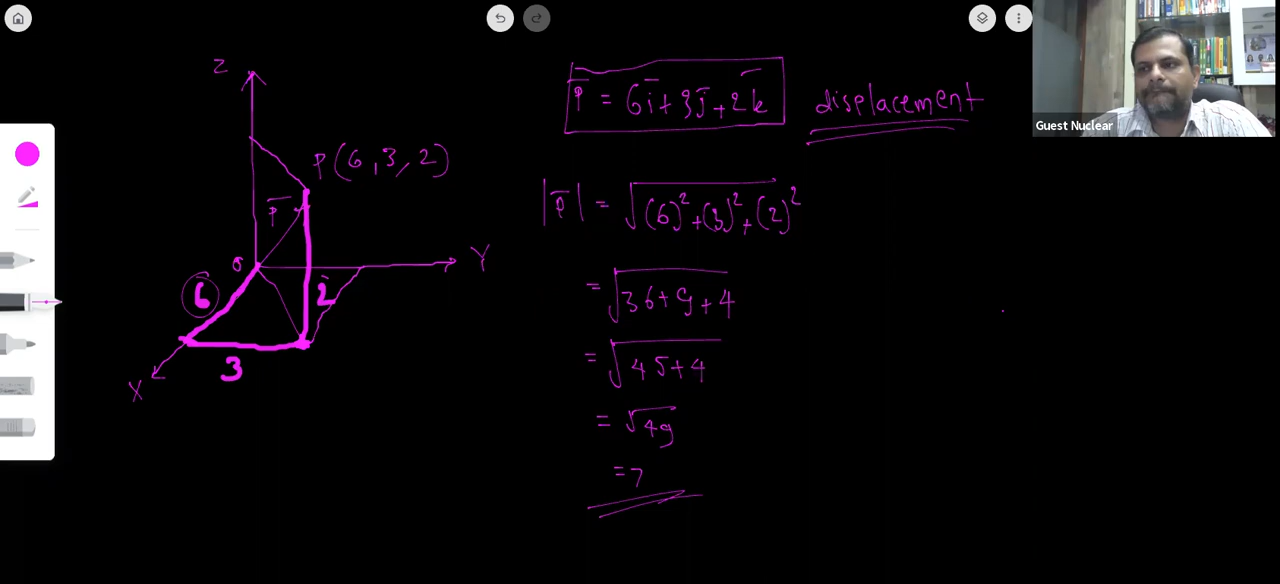 Z
P(6,3,2)
p̅
O
Y
6
2
3
X
p̅ = 6i̅+3j̅+2k̅
displacement
|p̅| = √(6)²+(3)²+(2)²
= √36+9+4
= √45+4
= √49
=7
Guest Nuclear